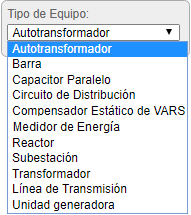 Tipo de Equipo:
Autotransformador
Autotransformador
Barra
Capacitor Paralelo
Circuito de Distribución
Compensador Estático de VARS
Medidor de Energía
Reactor
Subestación
Transformador
Línea de Transmisión
Unidad generadora